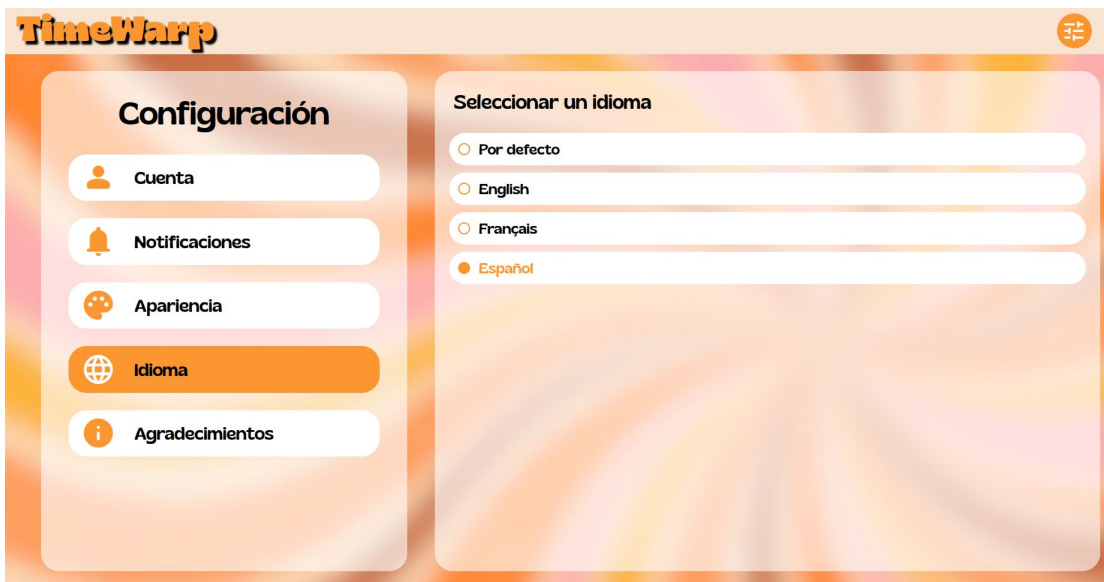 TimeWarp
Configuración
Cuenta
Notificaciones
Apariencia
Idioma
Agradecimientos
Seleccionar un idioma
Por defecto
English
Français
Español